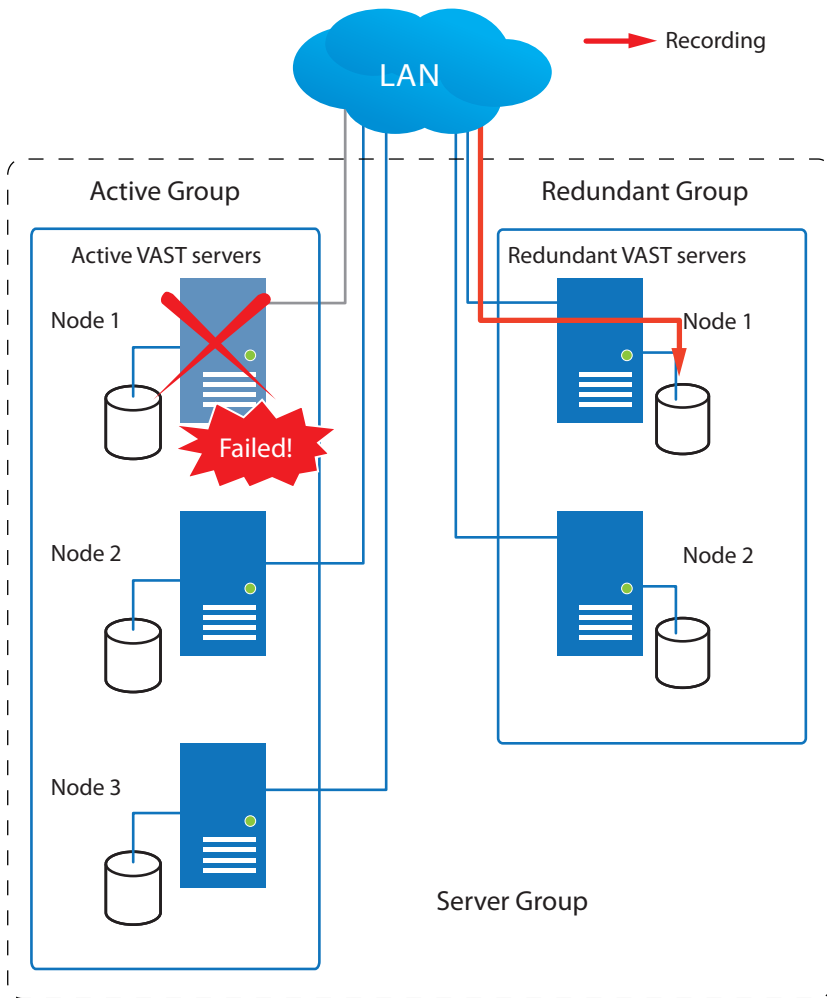 LAN
Recording
Active Group
Redundant Group
Active VAST servers
Redundant VAST servers
Node 1
Node 1
Failed!
Node 2
Node 2
Node 3
Server Group